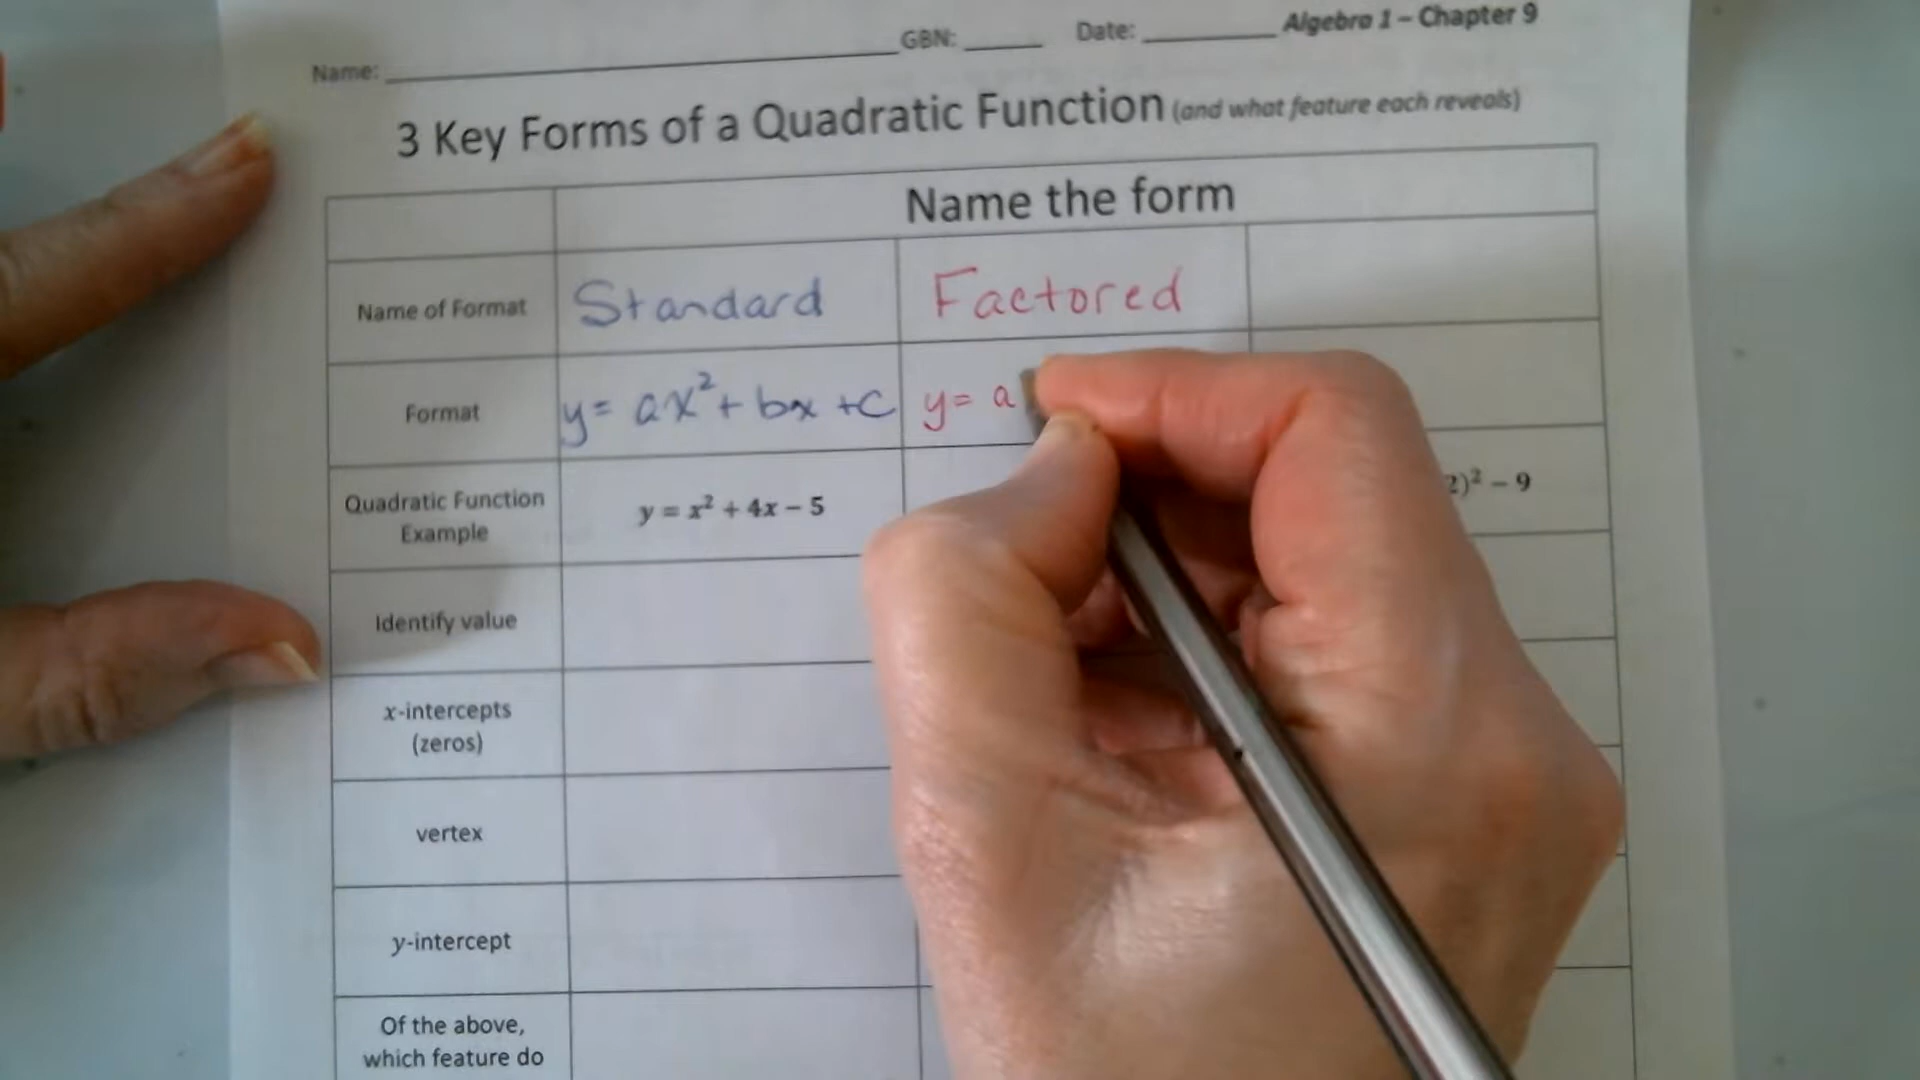 Name: GBN: Date: Algebra 1 – Chapter 9
3 Key Forms of a Quadratic Function (and what feature each reveals)
Name the form
Name of Format Standard Factored
Format y = ax² + bx + c y = a
Quadratic Function
Example
y = x² + 4x – 5 2)² – 9
Identify value
x-intercepts
(zeros)
vertex
y-intercept
Of the above,
which feature do